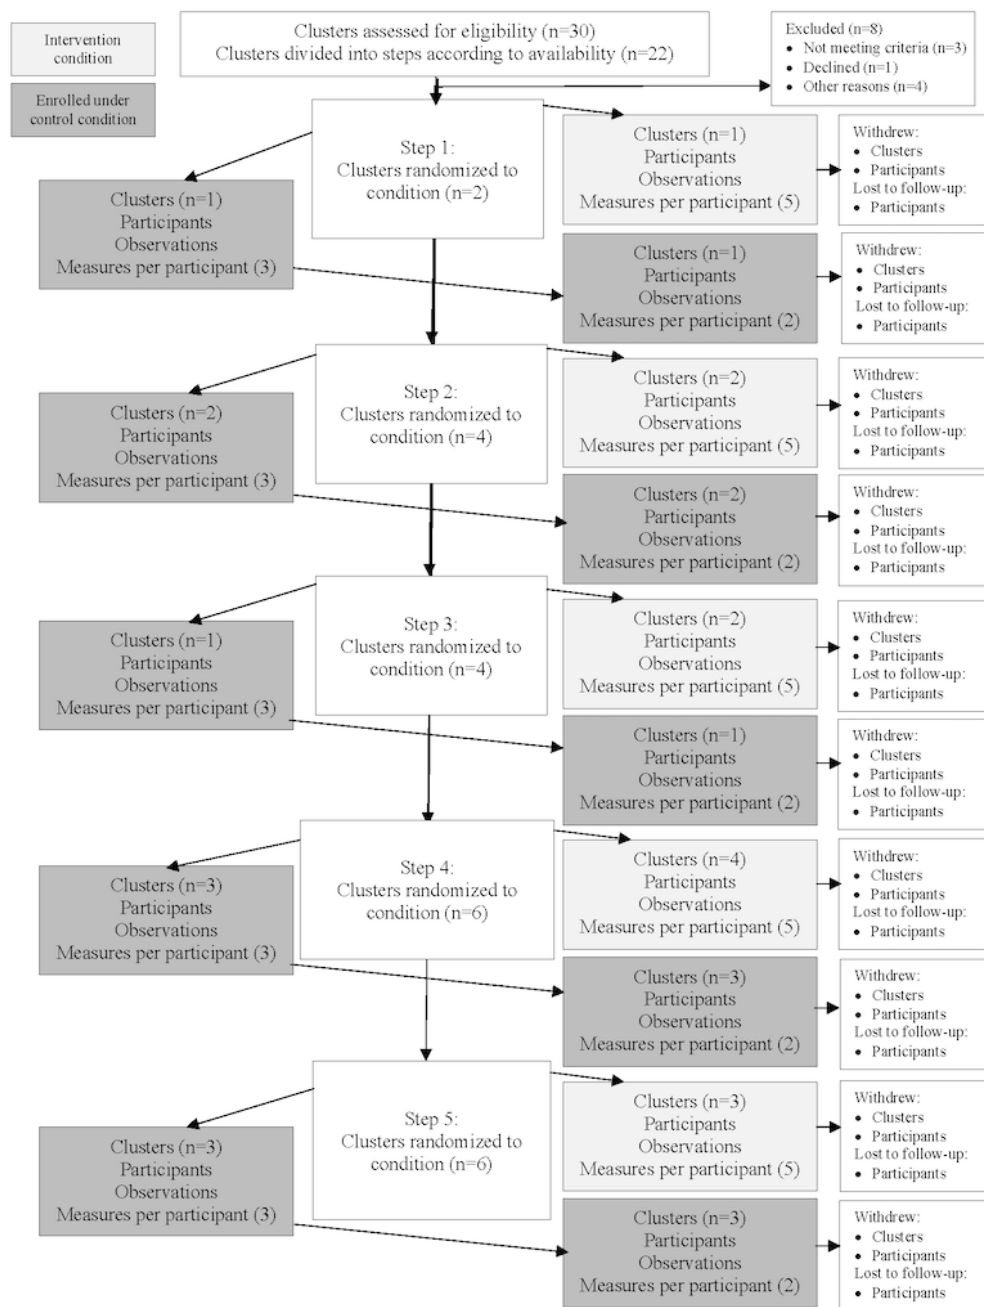 Intervention
condition
Enrolled under
control condition
Clusters assessed for eligibility (n=30)
Clusters divided into steps according to availability (n=22)
Excluded (n=8)
• Not meeting criteria (n=3)
• Declined (n=1)
• Other reasons (n=4)
Step 1:
Clusters randomized to
condition (n=2)
Clusters (n=1)
Participants
Observations
Measures per participant (3)
Clusters (n=1)
Participants
Observations
Measures per participant (5)
Withdrew:
• Clusters
• Participants
Lost to follow-up:
• Participants
Clusters (n=1)
Participants
Observations
Measures per participant (2)
Withdrew:
• Clusters
• Participants
Lost to follow-up:
• Participants
Step 2:
Clusters randomized to
condition (n=4)
Clusters (n=2)
Participants
Observations
Measures per participant (3)
Clusters (n=2)
Participants
Observations
Measures per participant (5)
Withdrew:
• Clusters
• Participants
Lost to follow-up:
• Participants
Clusters (n=2)
Participants
Observations
Measures per participant (2)
Withdrew:
• Clusters
• Participants
Lost to follow-up:
• Participants
Step 3:
Clusters randomized to
condition (n=4)
Clusters (n=1)
Participants
Observations
Measures per participant (3)
Clusters (n=2)
Participants
Observations
Measures per participant (5)
Withdrew:
• Clusters
• Participants
Lost to follow-up:
• Participants
Clusters (n=1)
Participants
Observations
Measures per participant (2)
Withdrew:
• Clusters
• Participants
Lost to follow-up:
• Participants
Step 4:
Clusters randomized to
condition (n=6)
Clusters (n=3)
Participants
Observations
Measures per participant (3)
Clusters (n=4)
Participants
Observations
Measures per participant (5)
Withdrew:
• Clusters
• Participants
Lost to follow-up:
• Participants
Clusters (n=3)
Participants
Observations
Measures per participant (2)
Withdrew:
• Clusters
• Participants
Lost to follow-up:
• Participants
Step 5:
Clusters randomized to
condition (n=6)
Clusters (n=3)
Participants
Observations
Measures per participant (3)
Clusters (n=3)
Participants
Observations
Measures per participant (5)
Withdrew:
• Clusters
• Participants
Lost to follow-up:
• Participants
Clusters (n=3)
Participants
Observations
Measures per participant (2)
Withdrew:
• Clusters
• Participants
Lost to follow-up:
• Participants